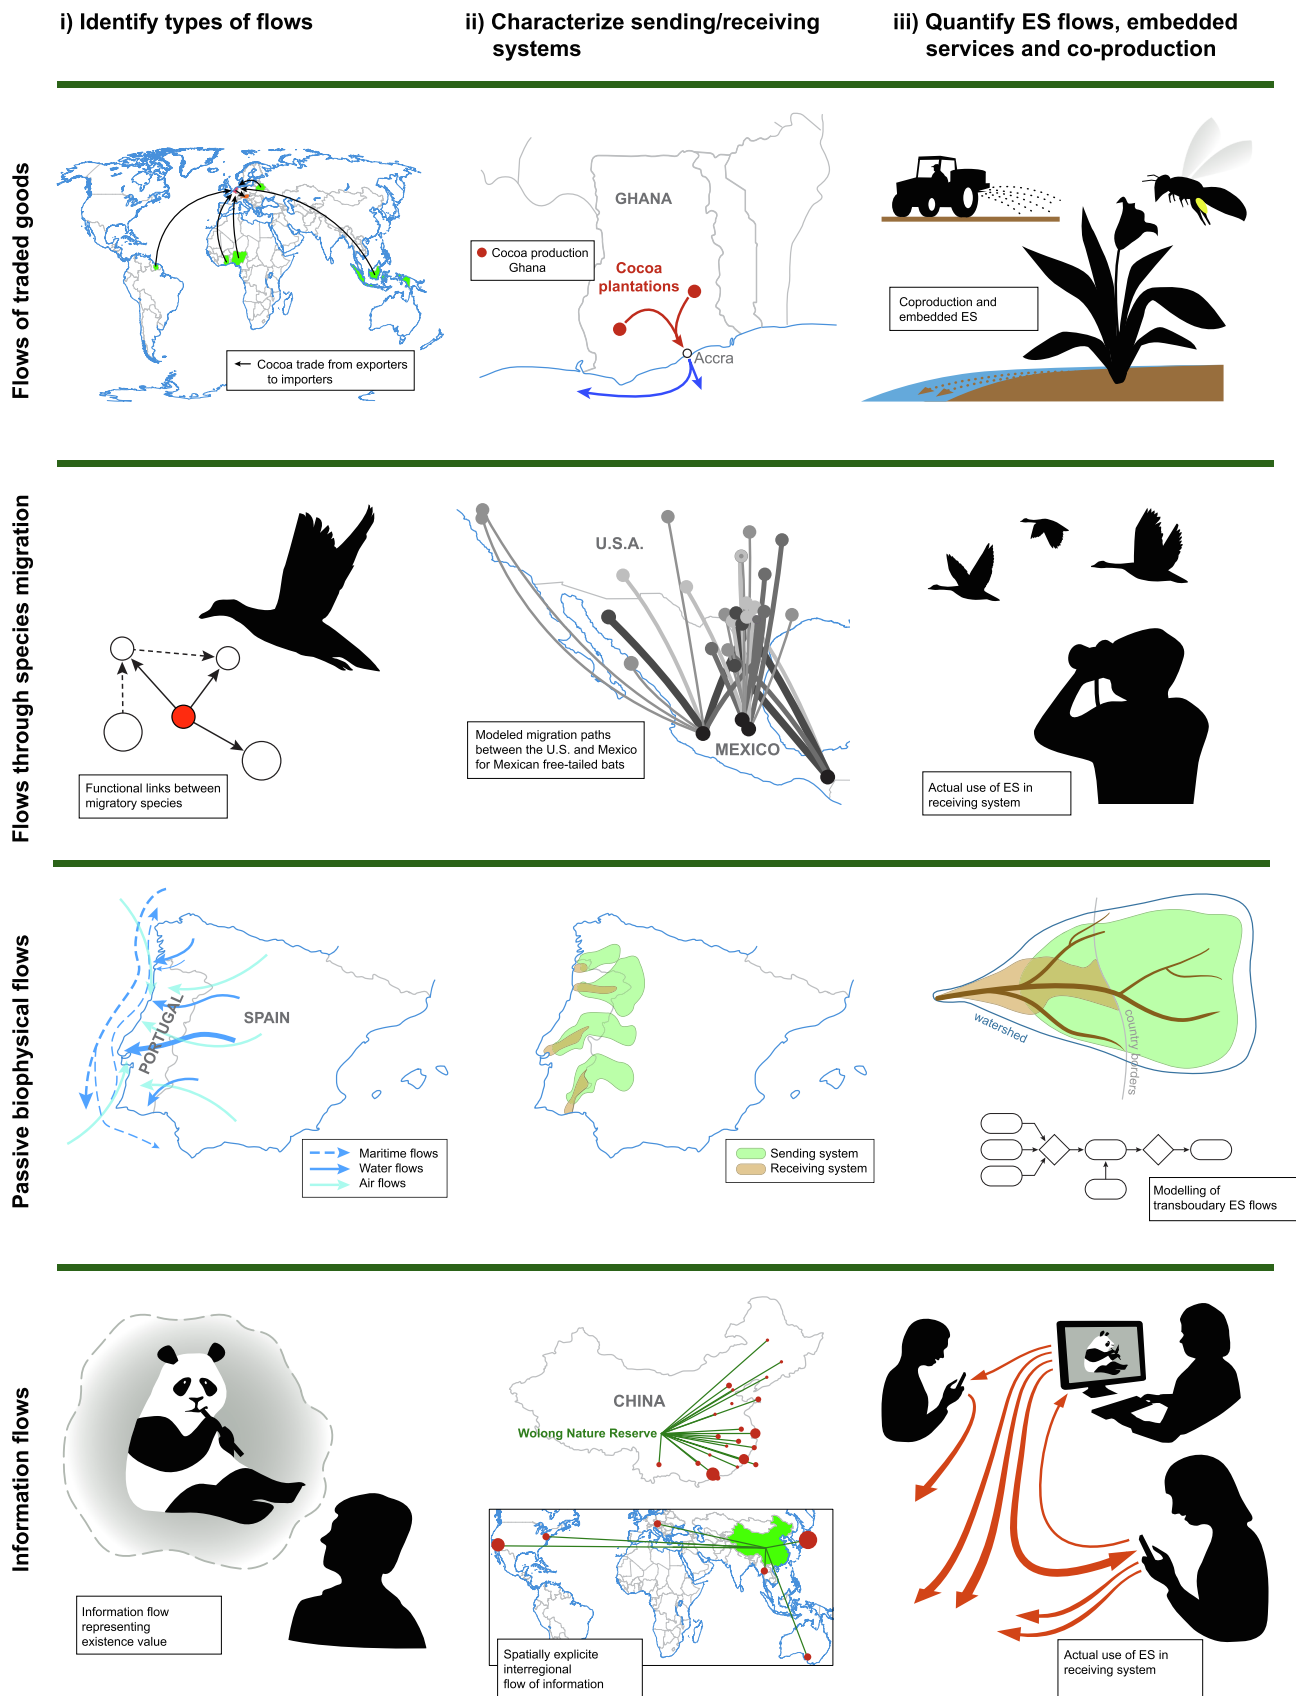 i) Identify types of flows
ii) Characterize sending/receiving
systems
iii) Quantify ES flows, embedded
services and co-production
Flows of traded goods
Cocoa trade from exporters
to importers
GHANA
Cocoa production
Ghana
Cocoa
plantations
Accra
Coproduction and
embedded ES
Flows through species migration
Functional links between
migratory species
U.S.A.
MEXICO
Modeled migration paths
between the U.S. and Mexico
for Mexican free-tailed bats
Actual use of ES in
receiving system
Passive biophysical flows
PORTUGAL
SPAIN
Maritime flows
Water flows
Air flows
Sending system
Receiving system
watershed
country borders
Modelling of
transboudary ES flows
Information flows
Information flow
representing
existence value
CHINA
Wolong Nature Reserve
Spatially explicite
interregional
flow of information
Actual use of ES in
receiving system